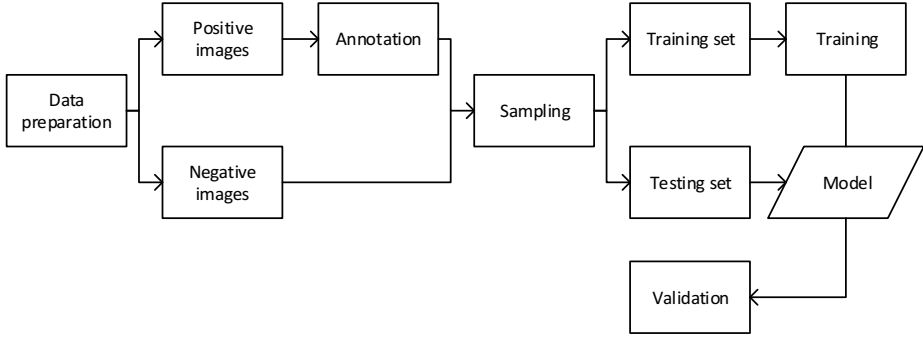 Data
preparation
Positive
images
Annotation
Negative
images
Sampling
Training set
Training
Testing set
Model
Validation